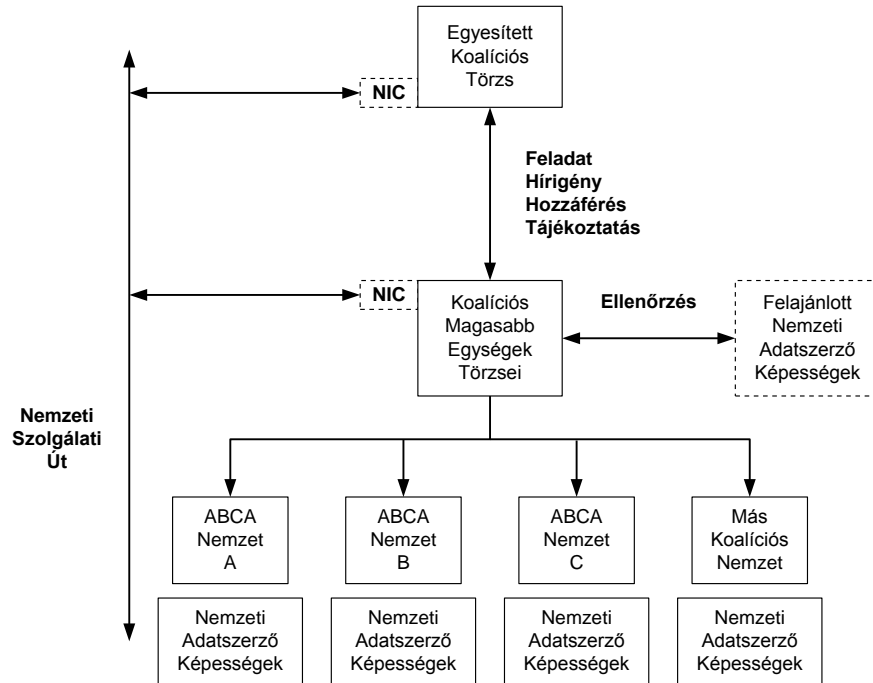 Egyesített
Koalíciós
Törzs
NIC
Feladat
Hírigény
Hozzáférés
Tájékoztatás
NIC
Koalíciós
Magasabb
Egységek
Törzsei
Ellenőrzés
Felajánlott
Nemzeti
Adatszerző
Képességek
Nemzeti
Szolgálati
Út
ABCA
Nemzet
A
ABCA
Nemzet
B
ABCA
Nemzet
C
Más
Koalíciós
Nemzet
Nemzeti
Adatszerző
Képességek
Nemzeti
Adatszerző
Képességek
Nemzeti
Adatszerző
Képességek
Nemzeti
Adatszerző
Képességek